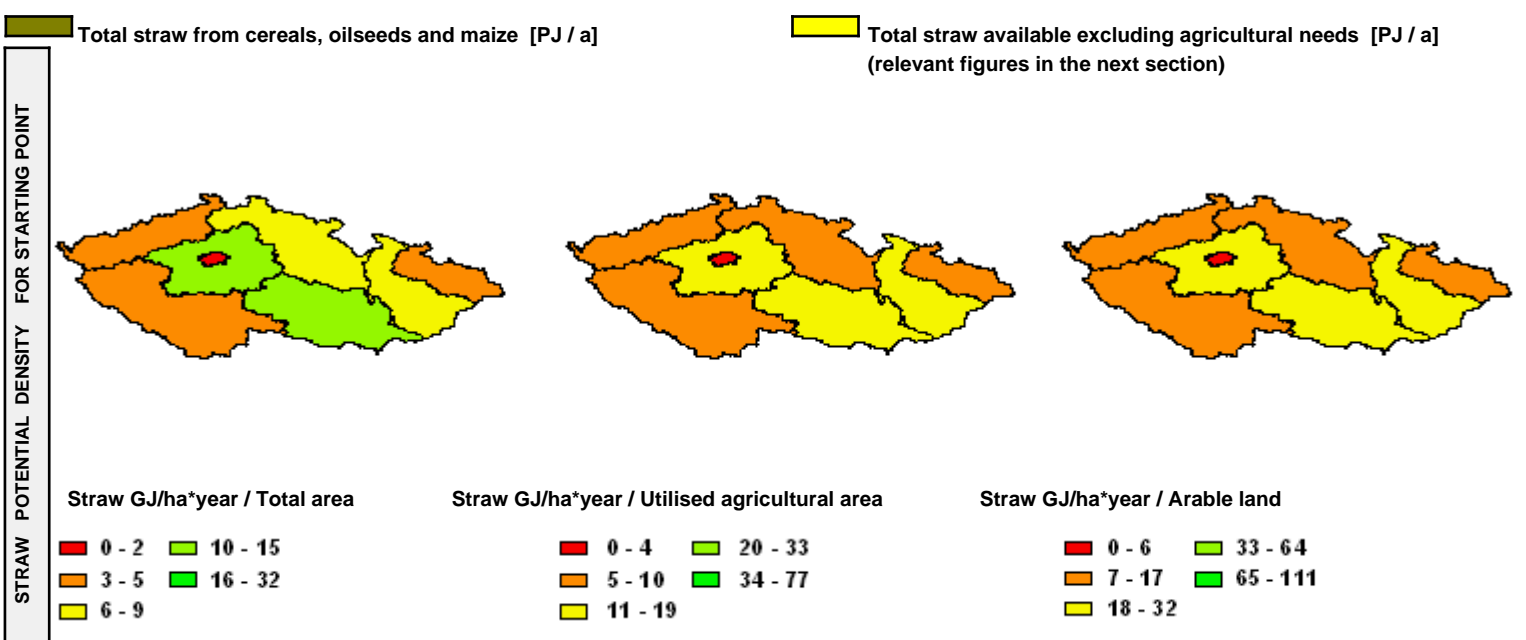 Total straw from cereals, oilseeds and maize [PJ / a]
Total straw available excluding agricultural needs [PJ / a]
(relevant figures in the next section)
STRAW POTENTIAL DENSITY FOR STARTING POINT
Straw GJ/ha*year / Total area
0 - 2
10 - 15
3 - 5
16 - 32
6 - 9
Straw GJ/ha*year / Utilised agricultural area
0 - 4
20 - 33
5 - 10
34 - 77
11 - 19
Straw GJ/ha*year / Arable land
0 - 6
33 - 64
7 - 17
65 - 111
18 - 32